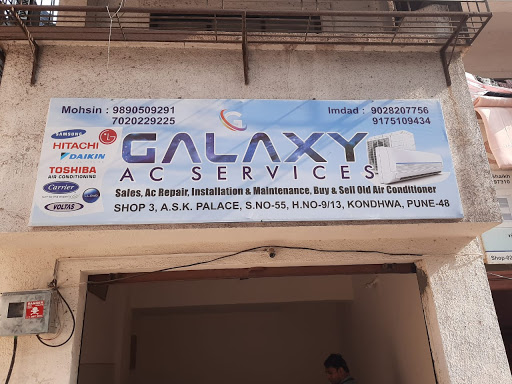 Mohsin : 9890509291
7020229225
Imdad : 9028207756
9175109434
SAMSUNG
LG
HITACHI
DAIKIN
TOSHIBA
AIR CONDITIONING
Carrier
VOLTAS
GALAXY
AC SERVICES
Sales, Ac Repair, Installation & Maintenance, Buy & Sell Old Air Conditioner
SHOP 3, A.S.K. PALACE, S.NO-55, H.NO-9/13, KONDHWA, PUNE-48